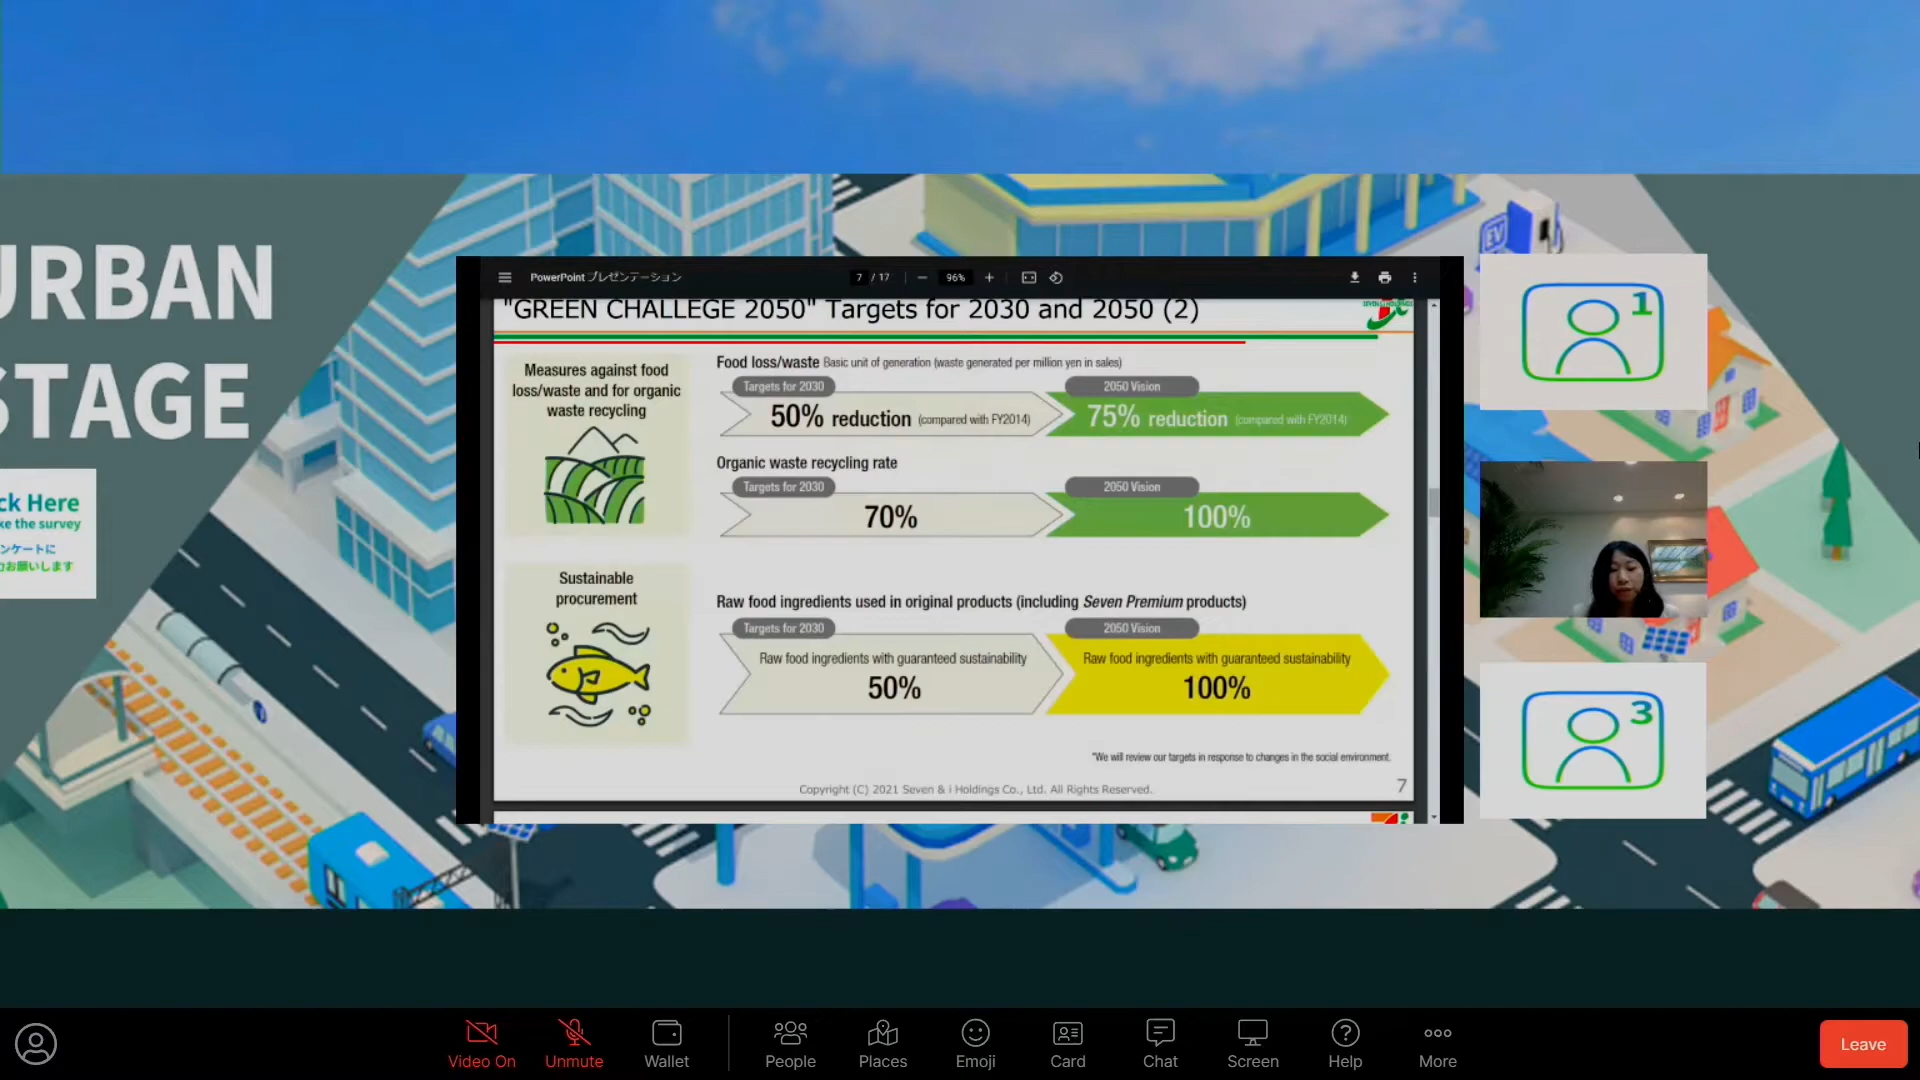 URBAN
STAGE
ck Here
ke the survey
ンケートに
力お願いします
PowerPoint プレゼンテーション
7 / 17
96%
"GREEN CHALLEGE 2050" Targets for 2030 and 2050 (2)
Measures against food
loss/waste and for organic
waste recycling
Food loss/waste Basic unit of generation (waste generated per million yen in sales)
Targets for 2030
2050 Vision
50% reduction (compared with FY2014)
75% reduction (compared with FY2014)
Organic waste recycling rate
Targets for 2030
2050 Vision
70%
100%
Sustainable
procurement
Raw food ingredients used in original products (including Seven Premium products)
Targets for 2030
2050 Vision
Raw food ingredients with guaranteed sustainability
50%
Raw food ingredients with guaranteed sustainability
100%
*We will review our targets in response to changes in the social environment.
Copyright (C) 2021 Seven & i Holdings Co., Ltd. All Rights Reserved.
7
EV
1
3
Video On
Unmute
Wallet
People
Places
Emoji
Card
Chat
Screen
Help
More
Leave